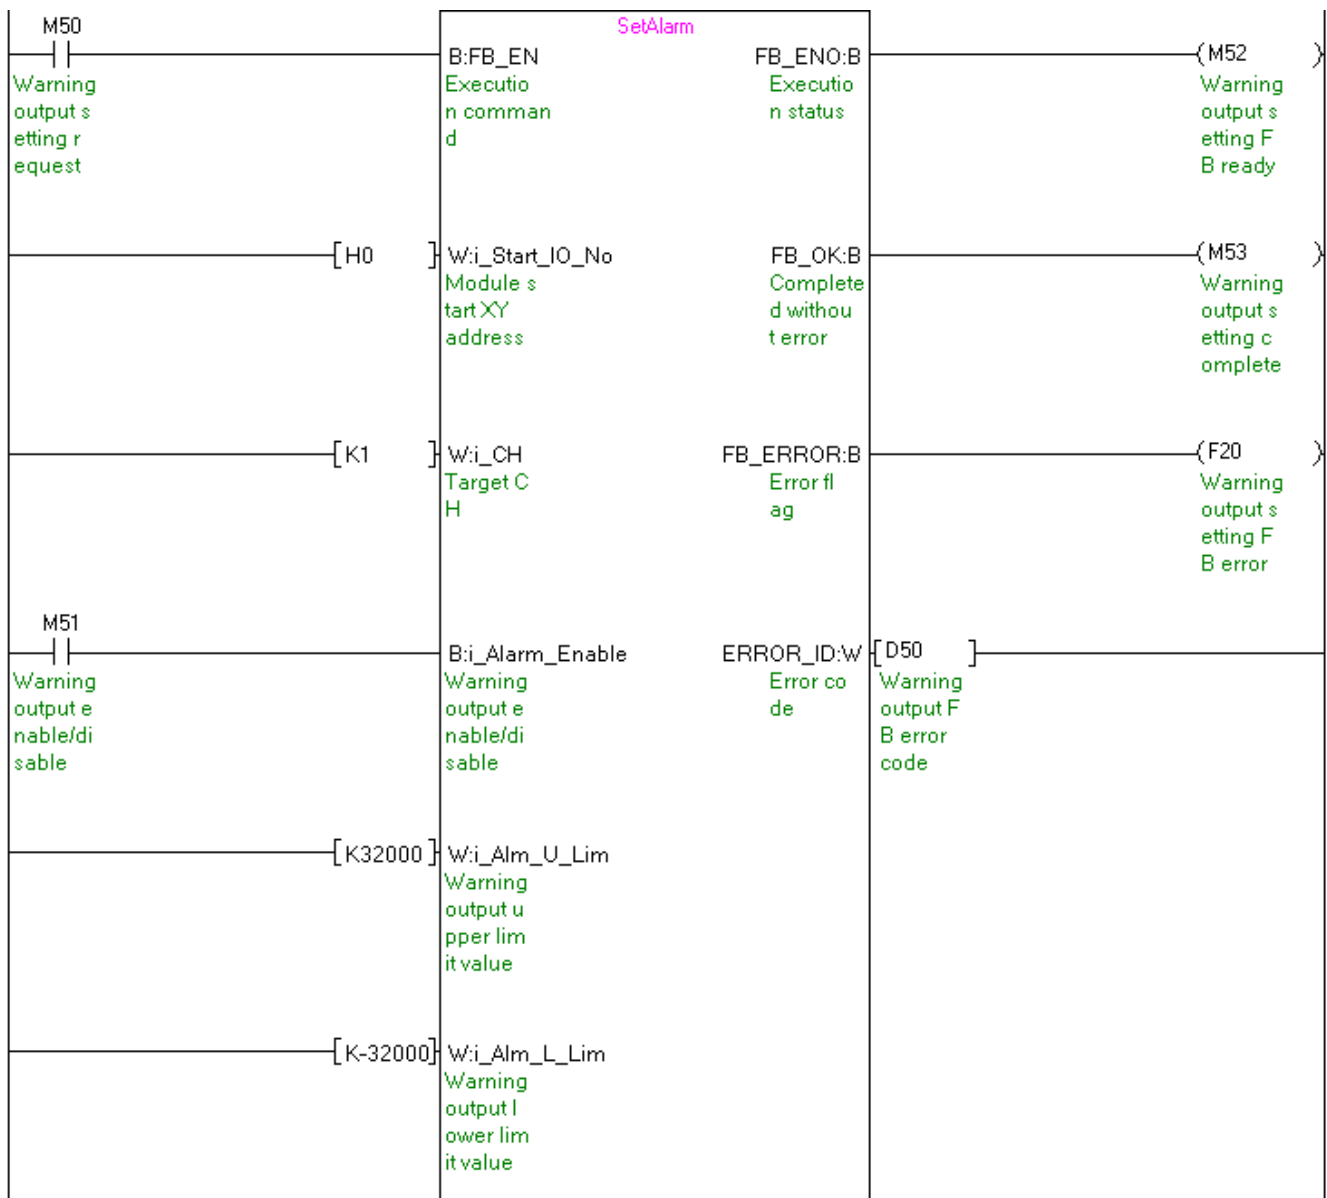 M50
SetAlarm
B:FB_EN
FB_ENO:B
(M52 )
Warning
output s
etting r
equest
Executio
n comman
d
Executio
n status
Warning
output s
etting F
B ready
[H0 ]
W:i_Start_IO_No
FB_OK:B
(M53 )
Module s
tart XY
address
Complete
d withou
t error
Warning
output s
etting c
omplete
[K1 ]
W:i_CH
FB_ERROR:B
(F20 )
Target C
H
Error fl
ag
Warning
output s
etting F
B error
M51
B:i_Alarm_Enable
ERROR_ID:W
[D50 ]
Warning
output e
nable/di
sable
Warning
output e
nable/di
sable
Error co
de
Warning
output F
B error
code
[K32000 ]
W:i_Alm_U_Lim
Warning
output u
pper lim
it value
[K-32000]
W:i_Alm_L_Lim
Warning
output l
ower lim
it value